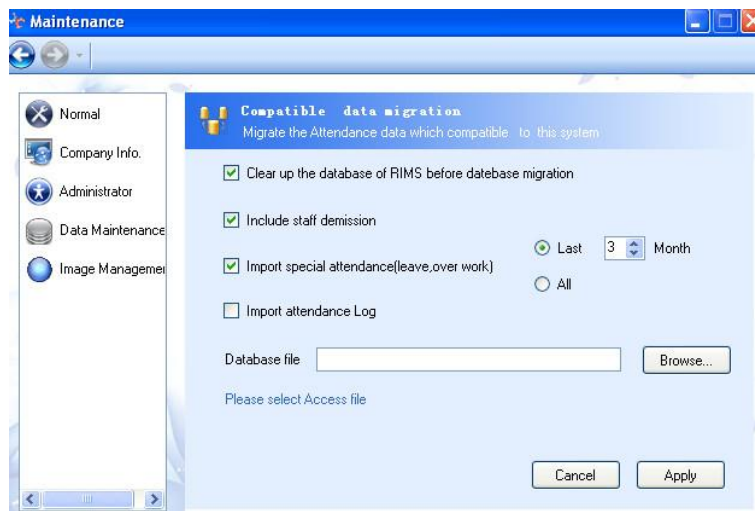 Maintenance
Normal
Company Info.
Administrator
Data Maintenance
Image Managemer
Compatible data migration
Migrate the Attendance data which compatible to this system
Clear up the database of RIMS before datebase migration
Include staff demission
Import special attendance(leave,over work)
Last 3 Month
All
Import attendance Log
Database file
Browse...
Please select Access file
Cancel
Apply